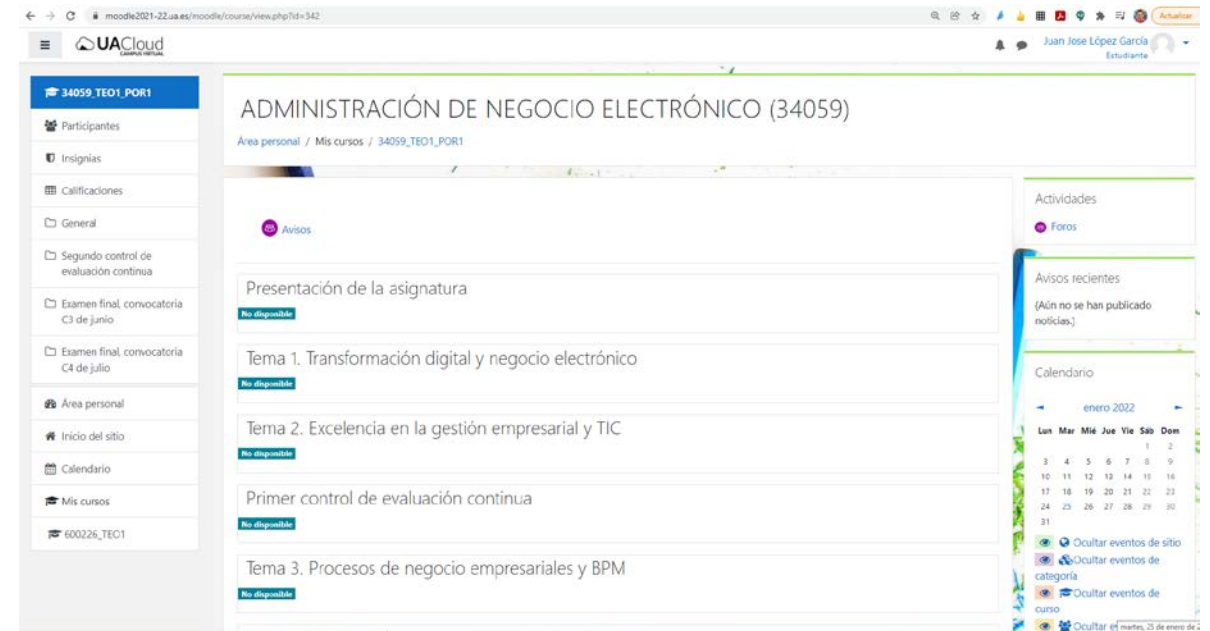 moodle2021-22.ua.es/moodle/course/view.php?id=342
Actualizar
UACloud
CAMPUS VIRTUAL
Juan Jose López García
Estudiante
34059_TEO1_POR1
Participantes
Insignias
Calificaciones
General
Segundo control de
evaluación continua
Examen final, convocatoria
C3 de junio
Examen final, convocatoria
C4 de julio
Área personal
Inicio del sitio
Calendario
Mis cursos
600226_TEO1
ADMINISTRACIÓN DE NEGOCIO ELECTRÓNICO (34059)
Área personal / Mis cursos / 34059_TEO1_POR1
Avisos
Presentación de la asignatura
No disponible
Tema 1. Transformación digital y negocio electrónico
No disponible
Tema 2. Excelencia en la gestión empresarial y TIC
No disponible
Primer control de evaluación continua
No disponible
Tema 3. Procesos de negocio empresariales y BPM
No disponible
Actividades
Foros
Avisos recientes
(Aún no se han publicado
noticias.)
Calendario
enero 2022
Lun Mar Mié Jue Vie Sáb Dom
1 2
3 4 5 6 7 8 9
10 11 12 13 14 15 16
17 18 19 20 21 22 23
24 25 26 27 28 29 30
31
Ocultar eventos de sitio
Ocultar eventos de
categoría
Ocultar eventos de
curso
Ocultar
martes, 25 de enero de